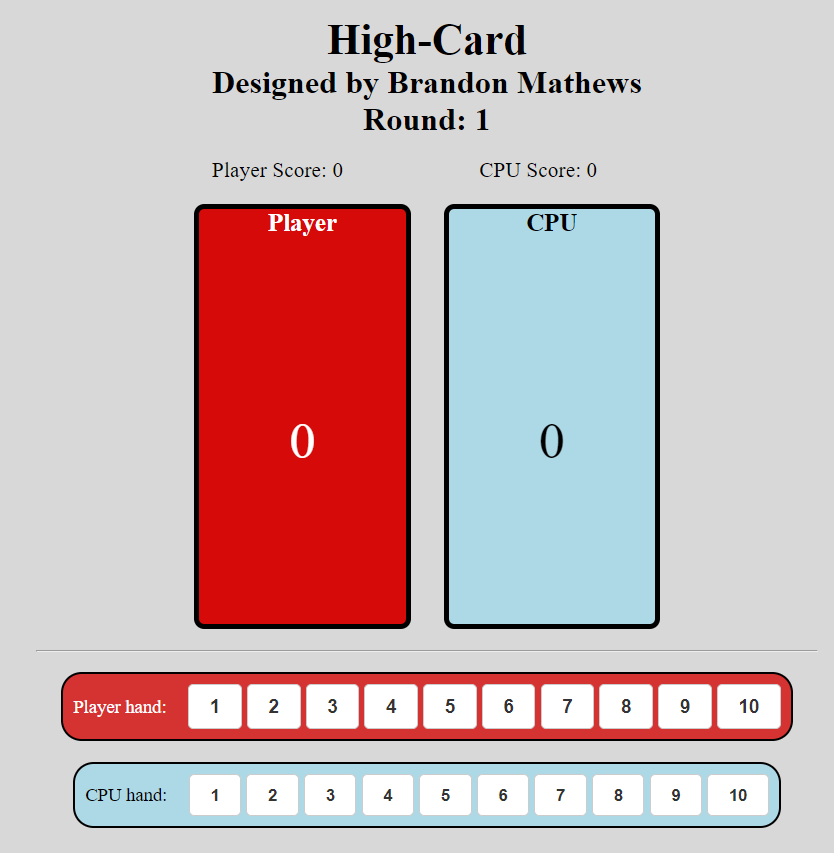 High-Card
Designed by Brandon Mathews
Round: 1
Player Score: 0 CPU Score: 0
Player CPU
0 0
Player hand: 1 2 3 4 5 6 7 8 9 10
CPU hand: 1 2 3 4 5 6 7 8 9 10